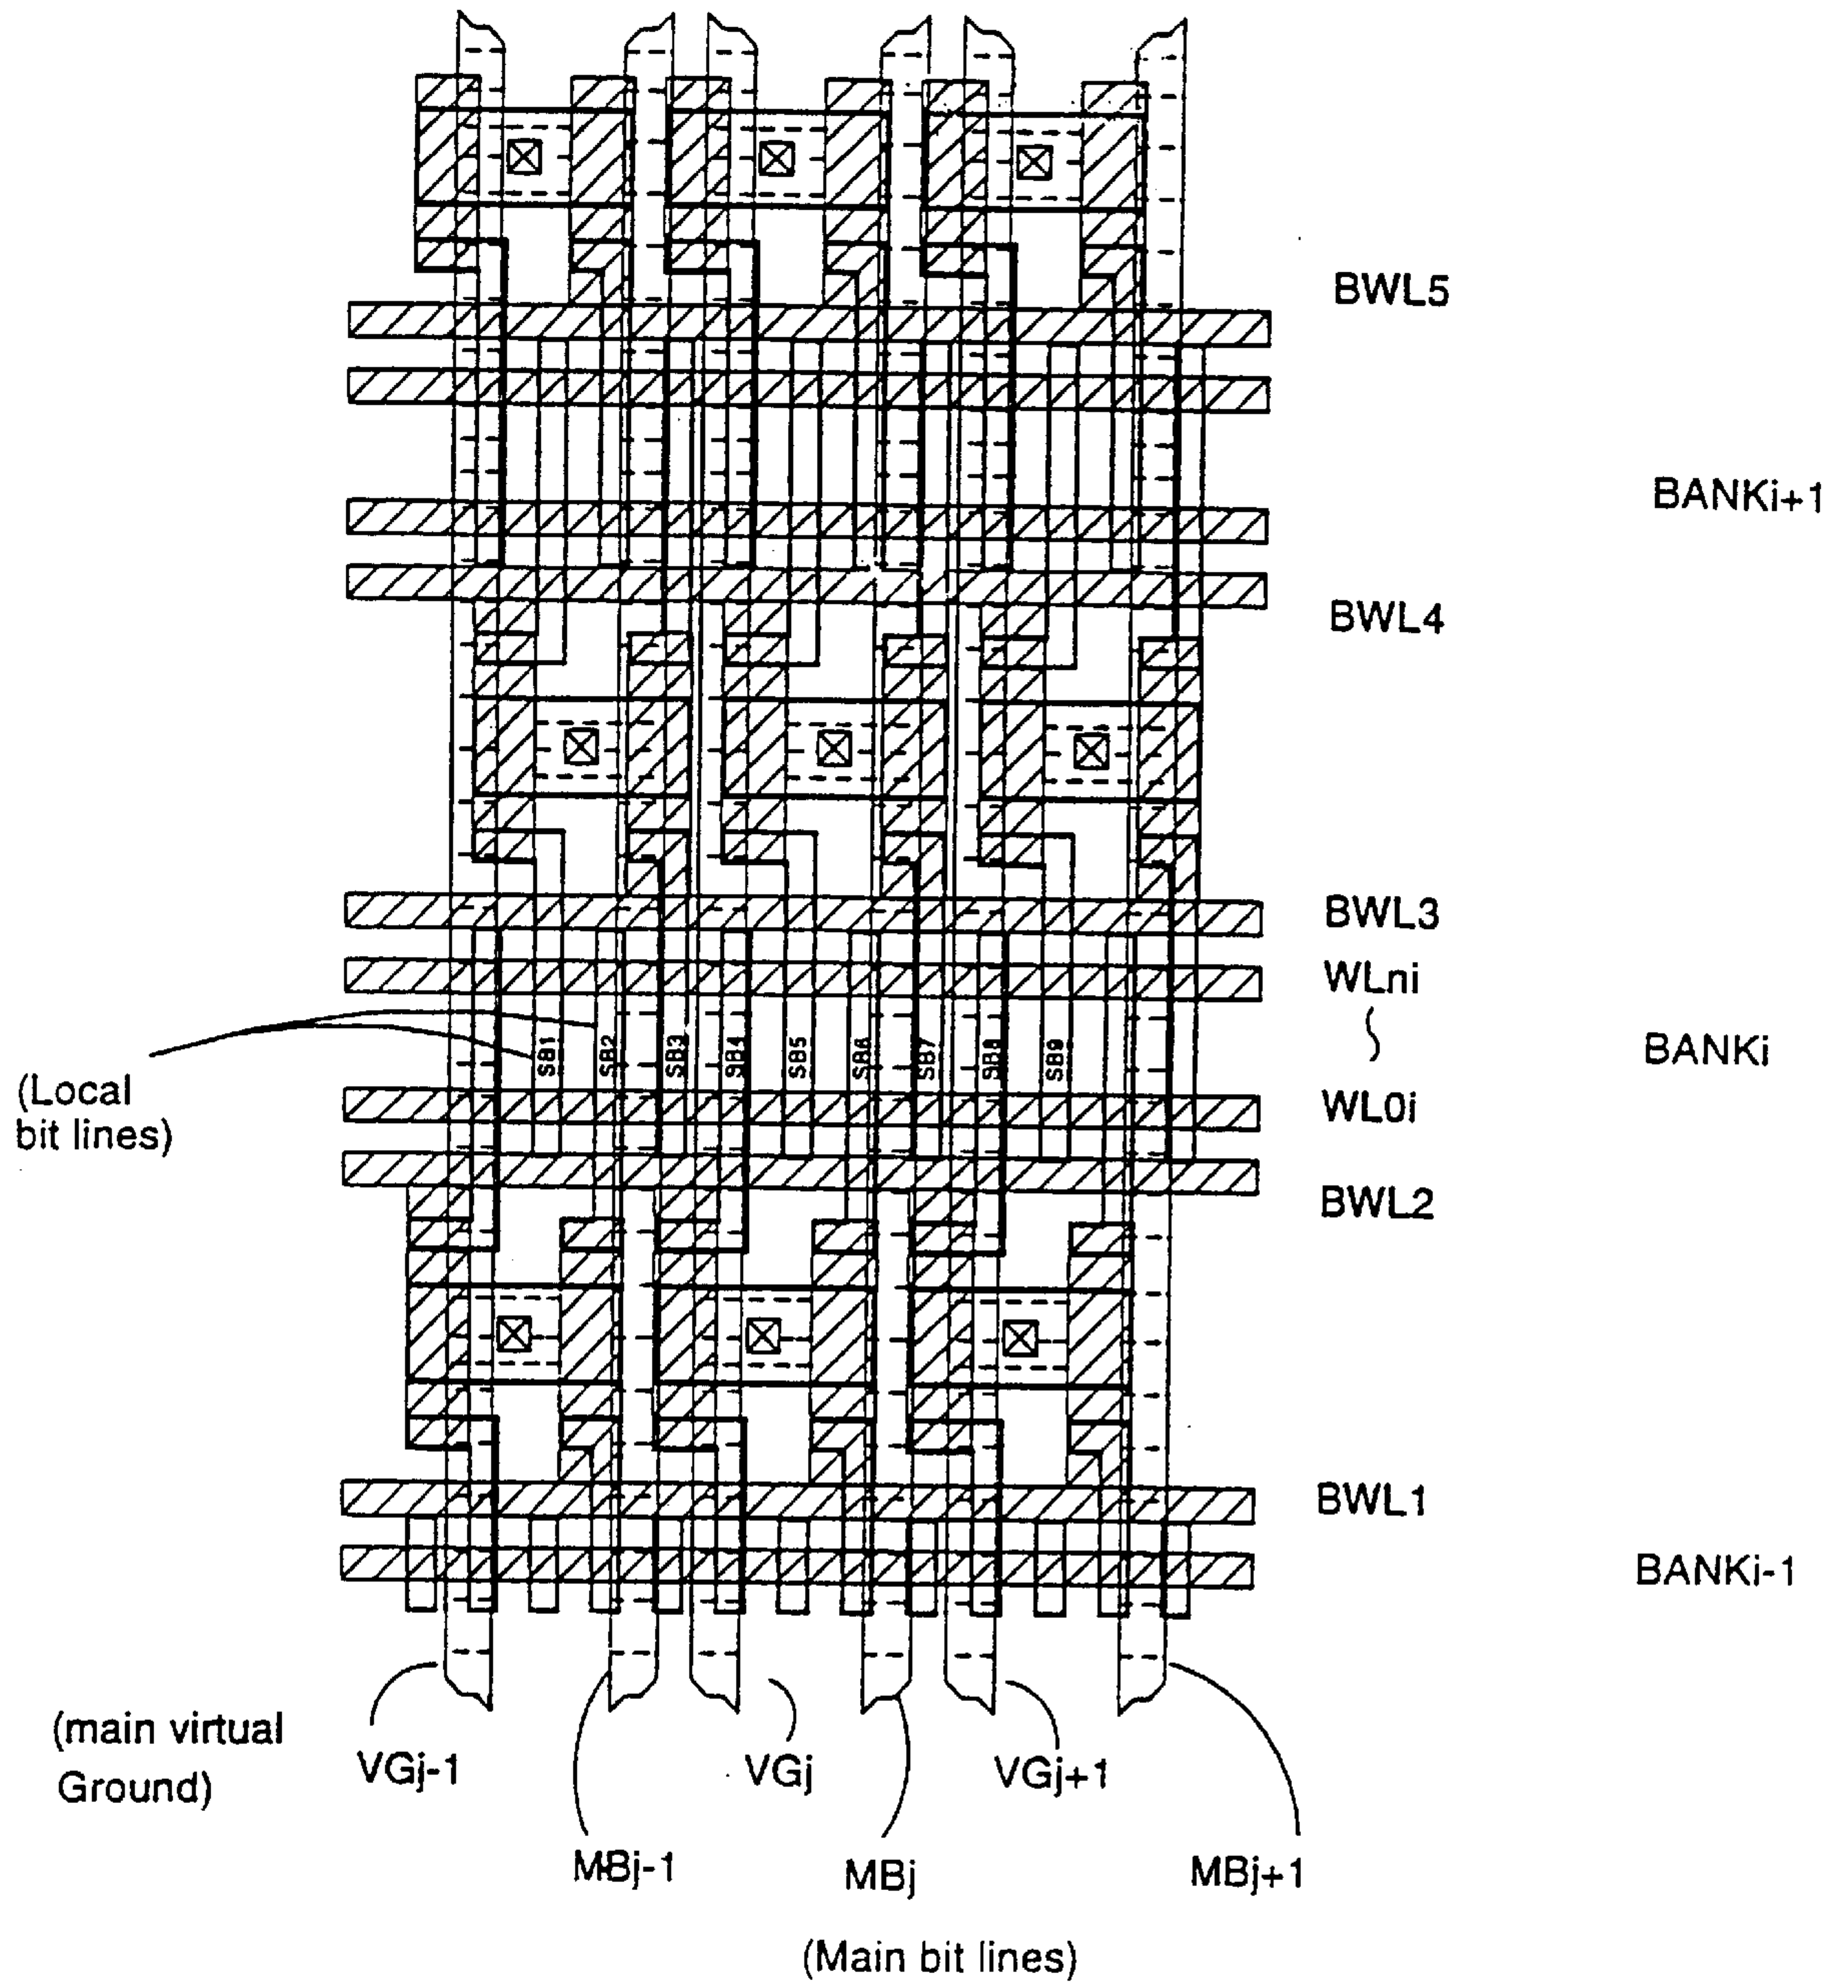 BWL5
BANKi+1
BWL4
BWL3
WLni
SB1
SB2
SB3
SB4
SB5
SB6
SB7
SB8
SB9
BANKi
(Local
bit lines)
WL0i
BWL2
BWL1
BANKi-1
(main virtual
Ground)
VGj-1
VGj
VGj+1
MBj-1
MBj
MBj+1
(Main bit lines)